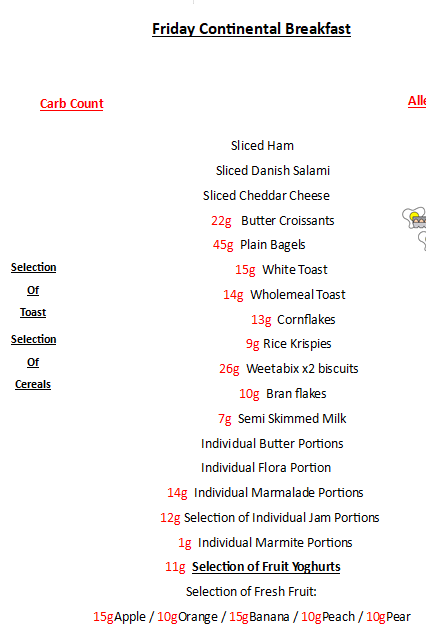 Friday Continental Breakfast
Carb Count
Sliced Ham
Sliced Danish Salami
Sliced Cheddar Cheese
22g Butter Croissants
45g Plain Bagels
Selection
Of
Toast
15g White Toast
14g Wholemeal Toast
Selection
Of
Cereals
13g Cornflakes
9g Rice Krispies
26g Weetabix x2 biscuits
10g Bran flakes
7g Semi Skimmed Milk
Individual Butter Portions
Individual Flora Portion
14g Individual Marmalade Portions
12g Selection of Individual Jam Portions
1g Individual Marmite Portions
11g Selection of Fruit Yoghurts
Selection of Fresh Fruit:
15gApple / 10gOrange / 15gBanana / 10gPeach / 10gPear